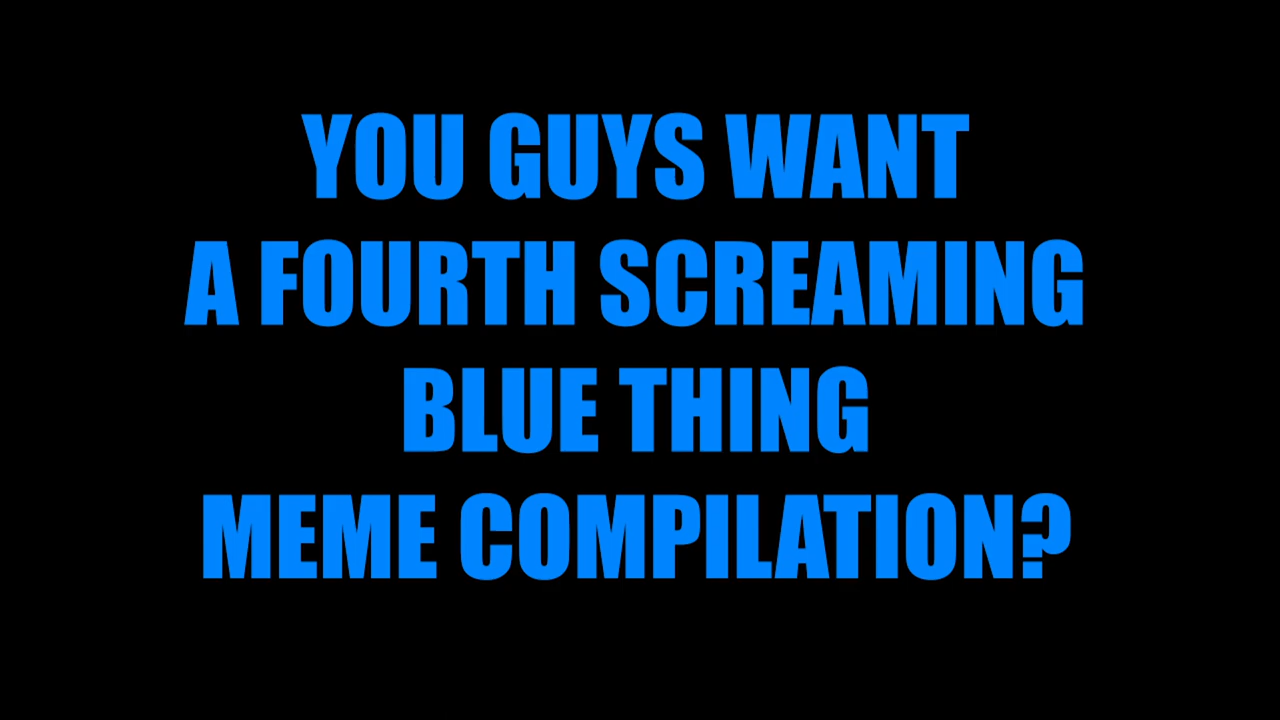 YOU GUYS WANT
A FOURTH SCREAMING
BLUE THING
MEME COMPILATION?